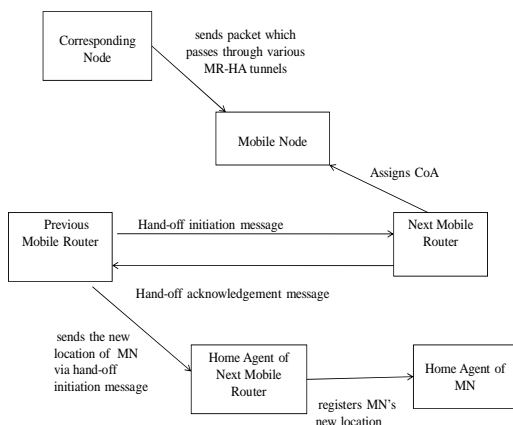 Corresponding
Node
sends packet which
passes through various
MR-HA tunnels
Mobile Node
Assigns CoA
Previous
Mobile Router
Hand-off initiation message
Next Mobile
Router
Hand-off acknowledgement message
sends the new
location of MN
via hand-off
initiation message
Home Agent of
Next Mobile
Router
registers MN's
new location
Home Agent of
MN